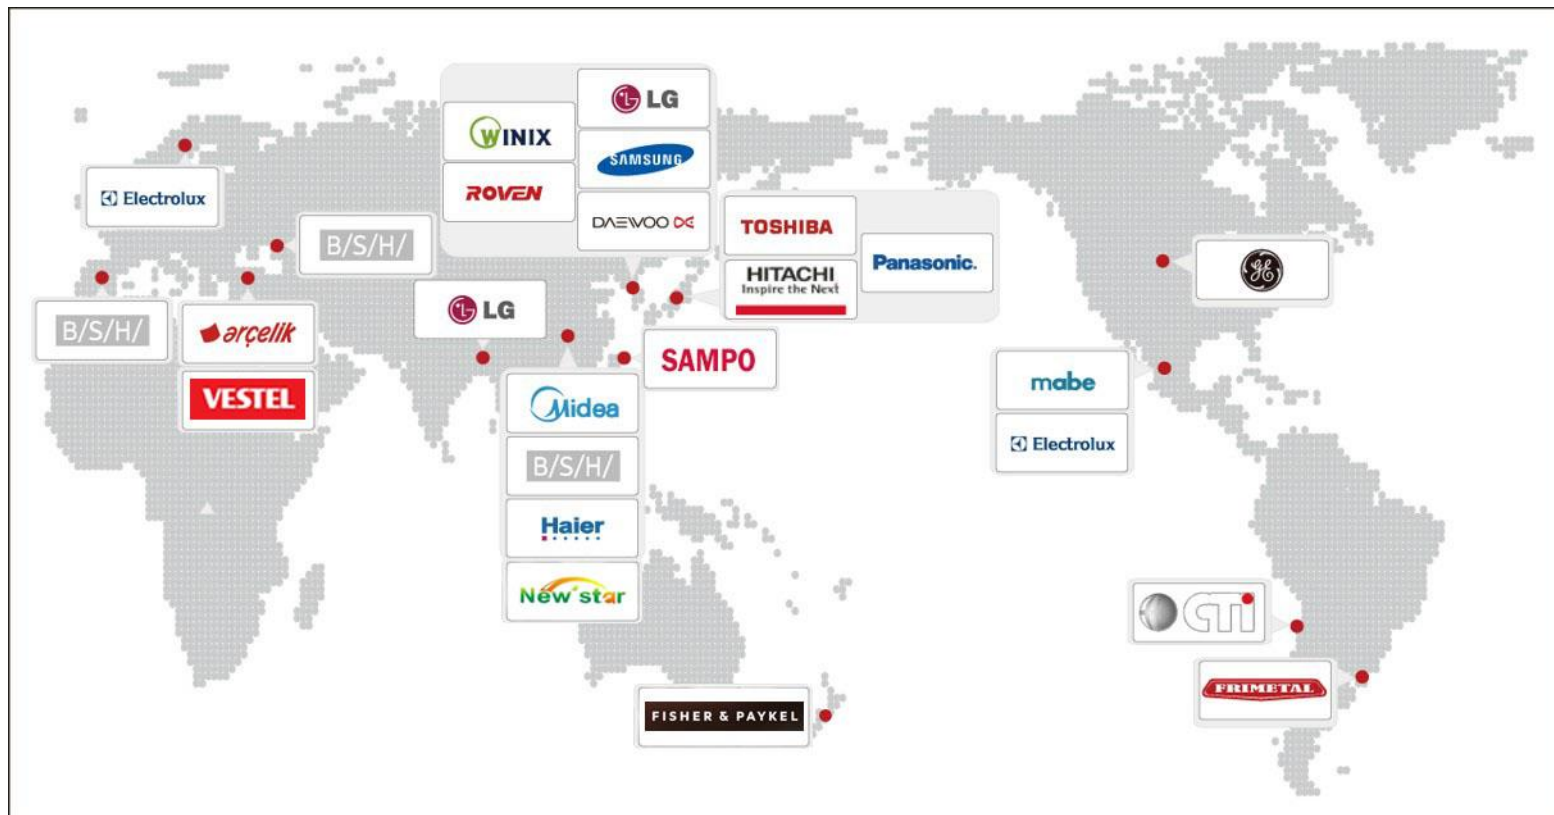 LG
WINIX
SAMSUNG
ROVEN
DAEWOO
Electrolux
B/S/H/
TOSHIBA
Panasonic.
HITACHI
Inspire the Next
GE
B/S/H/
arçelik
VESTEL
LG
SAMPO
Midea
B/S/H/
Haier
New star
mabe
Electrolux
CTi
FRIMETAL
FISHER & PAYKEL